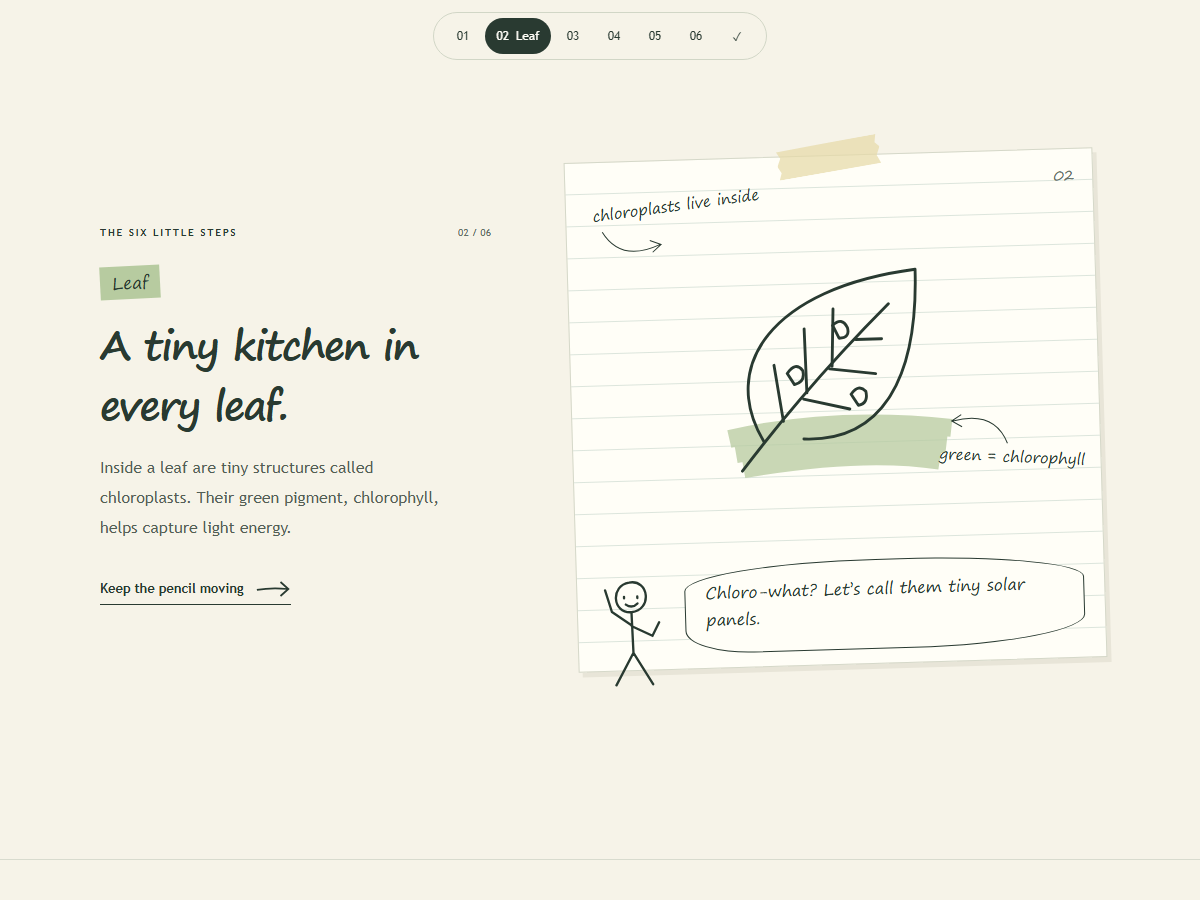 01 02 Leaf 03 04 05 06 ✓
THE SIX LITTLE STEPS 02 / 06
Leaf
A tiny kitchen in
every leaf.
Inside a leaf are tiny structures called
chloroplasts. Their green pigment, chlorophyll,
helps capture light energy.
Keep the pencil moving
02
chloroplasts live inside
green = chlorophyll
Chloro-what? Let's call them tiny solar
panels.